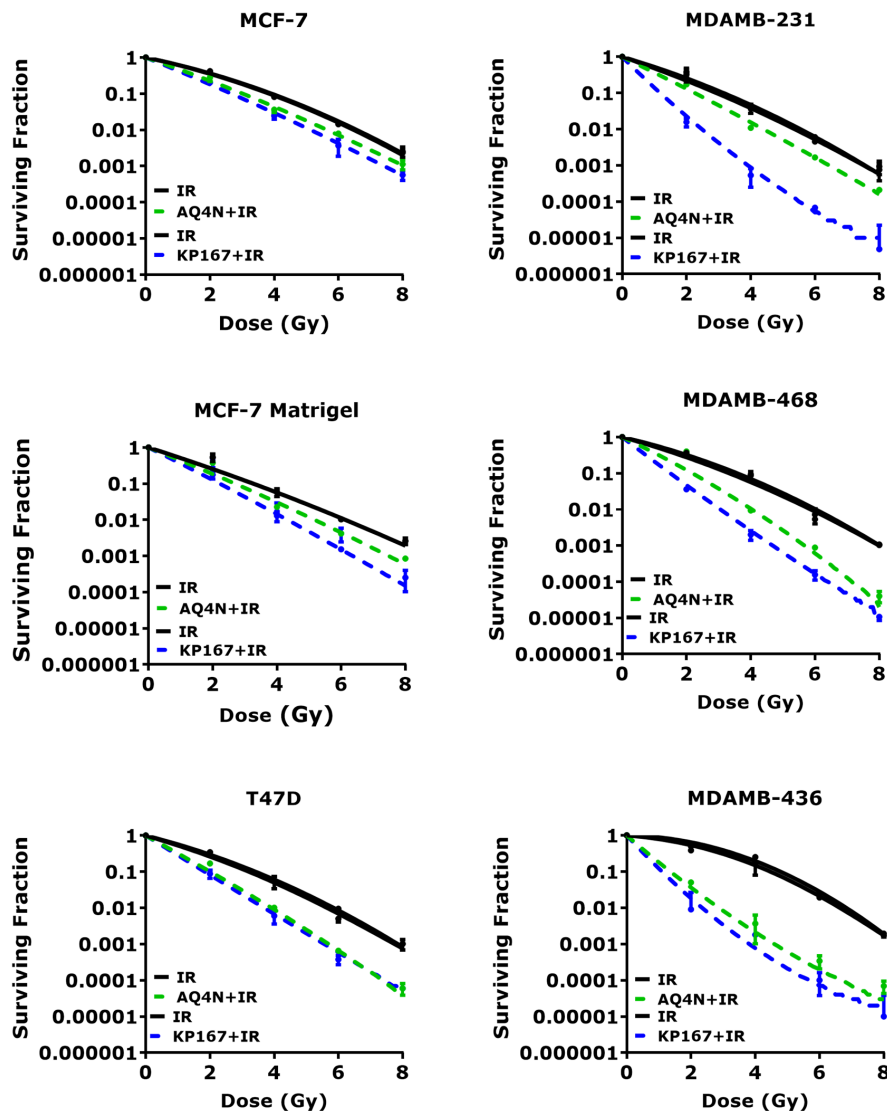 MCF-7
Surviving Fraction
1
0.1
0.01
0.001
0.0001
0.00001
0.000001
IR
AQ4N+IR
IR
KP167+IR
0 2 4 6 8
Dose (Gy)
MDAMB-231
Surviving Fraction
1
0.1
0.01
0.001
0.0001
0.00001
0.000001
IR
AQ4N+IR
IR
KP167+IR
0 2 4 6 8
Dose (Gy)
MCF-7 Matrigel
Surviving Fraction
1
0.1
0.01
0.001
0.0001
0.00001
0.000001
IR
AQ4N+IR
IR
KP167+IR
0 2 4 6 8
Dose (Gy)
MDAMB-468
Surviving Fraction
1
0.1
0.01
0.001
0.0001
0.00001
0.000001
IR
AQ4N+IR
IR
KP167+IR
0 2 4 6 8
Dose (Gy)
T47D
Surviving Fraction
1
0.1
0.01
0.001
0.0001
0.00001
0.000001
IR
AQ4N+IR
IR
KP167+IR
0 2 4 6 8
Dose (Gy)
MDAMB-436
Surviving Fraction
1
0.1
0.01
0.001
0.0001
0.00001
0.000001
IR
AQ4N+IR
IR
KP167+IR
0 2 4 6 8
Dose (Gy)